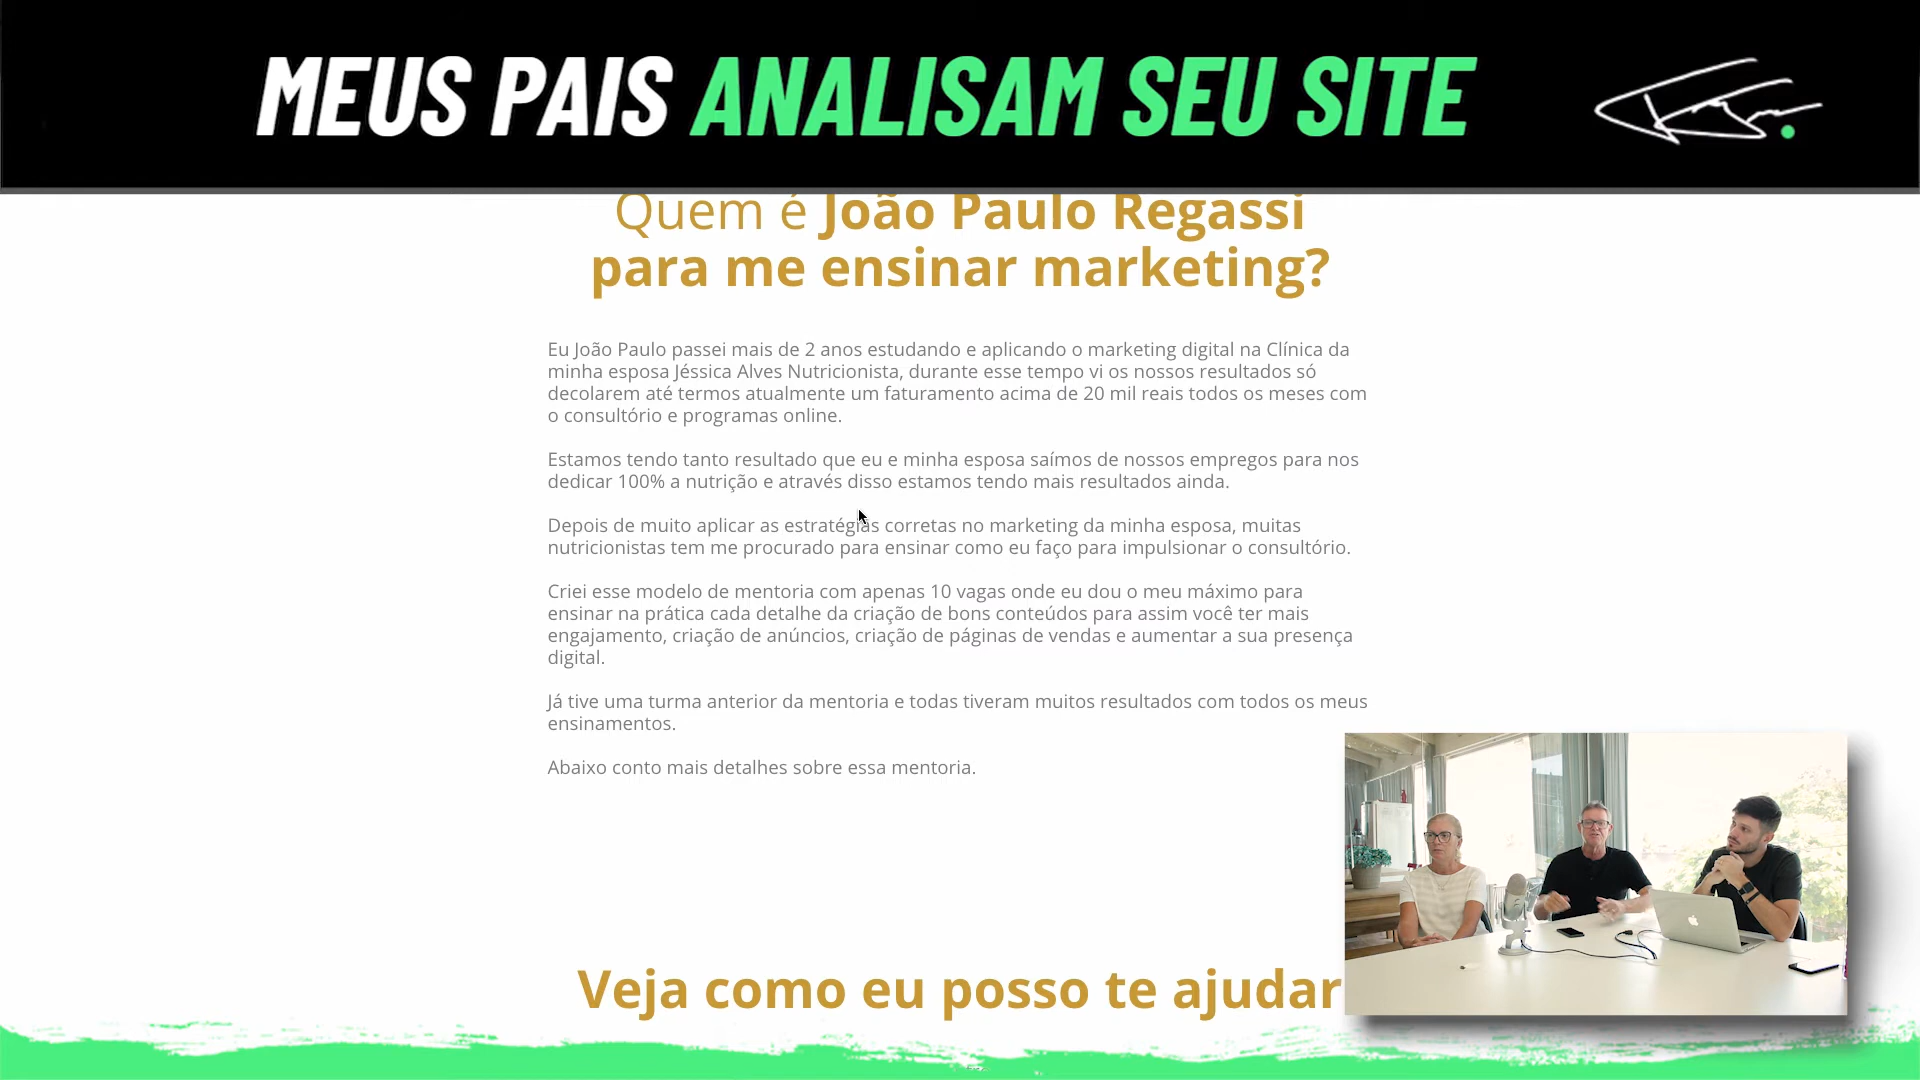 MEUS PAIS ANALISAM SEU SITE
Quem é João Paulo Regassi
para me ensinar marketing?
Eu João Paulo passei mais de 2 anos estudando e aplicando o marketing digital na Clínica da
minha esposa Jéssica Alves Nutricionista, durante esse tempo vi os nossos resultados só
decolarem até termos atualmente um faturamento acima de 20 mil reais todos os meses com
o consultório e programas online.
Estamos tendo tanto resultado que eu e minha esposa saímos de nossos empregos para nos
dedicar 100% a nutrição e através disso estamos tendo mais resultados ainda.
Depois de muito aplicar as estratégias corretas no marketing da minha esposa, muitas
nutricionistas tem me procurado para ensinar como eu faço para impulsionar o consultório.
Criei esse modelo de mentoria com apenas 10 vagas onde eu dou o meu máximo para
ensinar na prática cada detalhe da criação de bons conteúdos para assim você ter mais
engajamento, criação de anúncios, criação de páginas de vendas e aumentar a sua presença
digital.
Já tive uma turma anterior da mentoria e todas tiveram muitos resultados com todos os meus
ensinamentos.
Abaixo conto mais detalhes sobre essa mentoria.
Veja como eu posso te ajudar